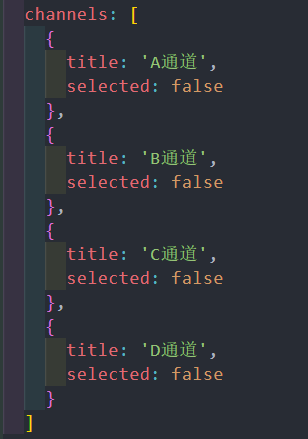 channels: [
{
title: 'A通道',
selected: false
},
{
title: 'B通道',
selected: false
},
{
title: 'C通道',
selected: false
},
{
title: 'D通道',
selected: false
}
]